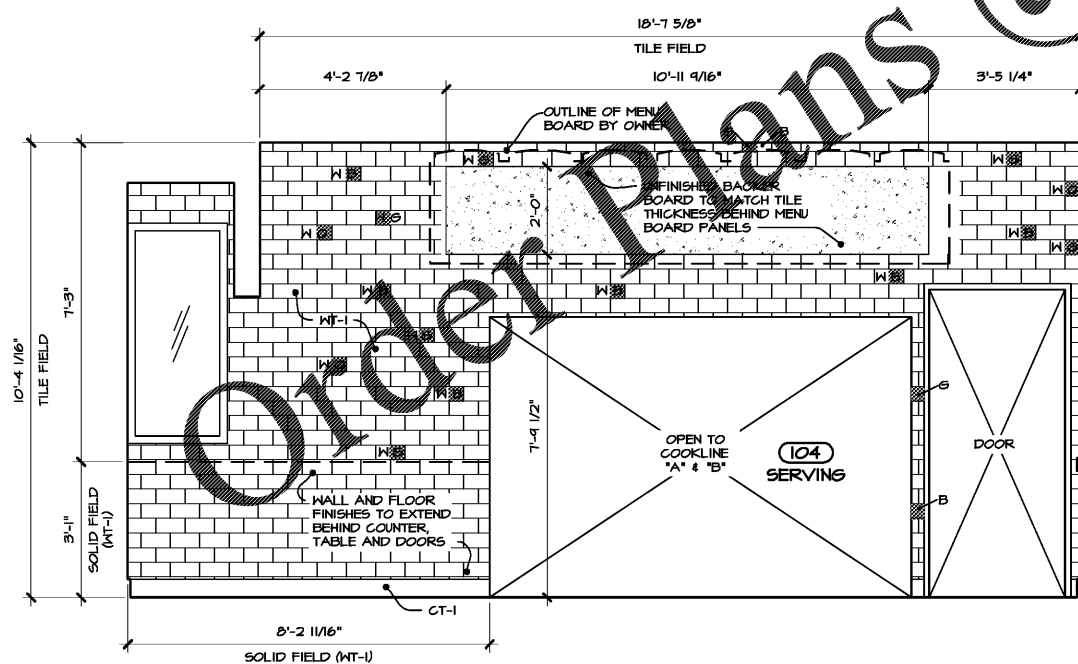 18'-7 5/8"
TILE FIELD
4'-2 7/8"
10'-11 9/16"
3'-5 1/4"
Order Plans ©
OUTLINE OF MENU
BOARD BY OWNER
B
UNFINISHED BACKER
BOARD TO MATCH TILE
THICKNESS BEHIND MENU
BOARD PANELS
2'-0"
WT-1
10'-4 1/16"
TILE FIELD
7'-3"
3'-1"
SOLID FIELD
(WT-1)
7'-9 1/2"
OPEN TO
COOKLINE
"A" & "B"
104
SERVING
DOOR
G
B
WALL AND FLOOR
FINISHES TO EXTEND
BEHIND COUNTER,
TABLE AND DOORS
CT-1
8'-2 11/16"
SOLID FIELD (WT-1)